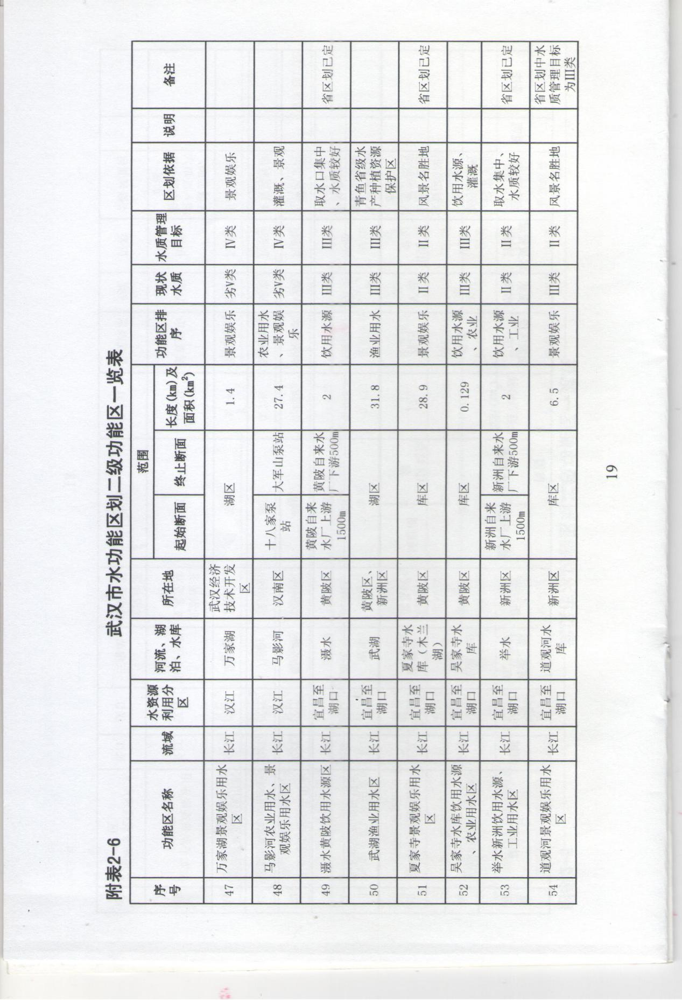 附表2-6
武汉市水功能区划二级功能区一览表
序号 功能区名称 流域 水资源利用分区 河流、湖泊、水库 所在地 范围 功能区排序 现状水质 水质管理目标 区划依据 说明 备注
起始断面 终止断面 长度(km)及面积(km²)
47 万家湖景观娱乐用水区 长江 汉江 万家湖 武汉经济技术开发区 湖区 1.4 景观娱乐 劣V类 IV类 景观娱乐
48 马影河农业用水、景观娱乐用水区 长江 汉江 马影河 汉南区 十八家泵站 大军山泵站 27.4 农业用水、景观娱乐 劣V类 IV类 灌溉、景观
49 滠水黄陂饮用水源区 长江 宜昌至湖口 滠水 黄陂区 黄陂自来水厂上游1500m 黄陂自来水厂下游500m 2 饮用水源 III类 III类 取水口集中、水质较好 省区划已定
50 武湖渔业用水区 长江 宜昌至湖口 武湖 黄陂区、新洲区 湖区 31.8 渔业用水 III类 III类 青鱼省级水产种植资源保护区
51 夏家寺景观娱乐用水区 长江 宜昌至湖口 夏家寺水库（木兰湖） 黄陂区 库区 28.9 景观娱乐 II类 II类 风景名胜地 省区划已定
52 吴家寺水库饮用水源、农业用水区 长江 宜昌至湖口 吴家寺水库 黄陂区 库区 0.129 饮用水源、农业 III类 III类 饮用水源、灌溉
53 举水新洲饮用水源、工业用水区 长江 宜昌至湖口 举水 新洲区 新洲自来水厂上游1500m 新洲自来水厂下游500m 2 饮用水源、工业 II类 II类 取水集中、水质较好 省区划已定
54 道观河景观娱乐用水区 长江 宜昌至湖口 道观河水库 新洲区 库区 6.5 景观娱乐 III类 II类 风景名胜地 省区划中水质管理目标为III类
19